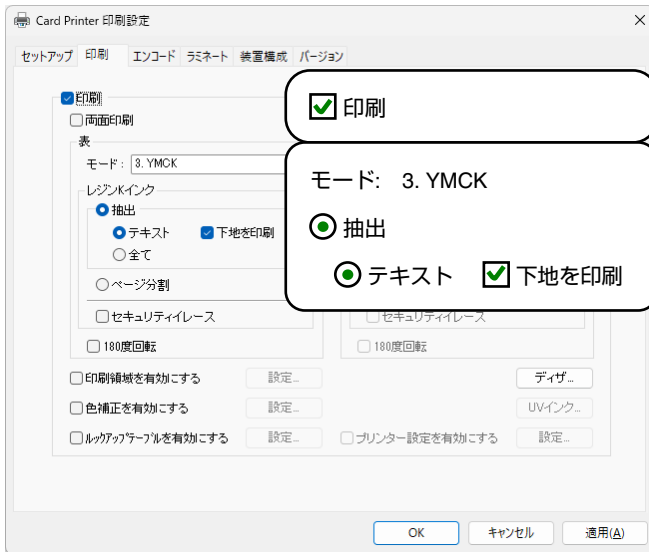 Card Printer 印刷設定
セットアップ 印刷 エンコード ラミネート 装置構成 バージョン
印刷
両面印刷
表
モード: 3. YMCK
レジンKインク
抽出
テキスト 下地を印刷
全て
ページ分割
セキュリティイレース
180度回転
印刷
モード: 3. YMCK
抽出
テキスト 下地を印刷
セキュリティイレース
180度回転
印刷領域を有効にする 設定... ディザ...
色補正を有効にする 設定... UVインク...
ルックアップテーブルを有効にする 設定... プリンター設定を有効にする 設定...
OK キャンセル 適用(A)